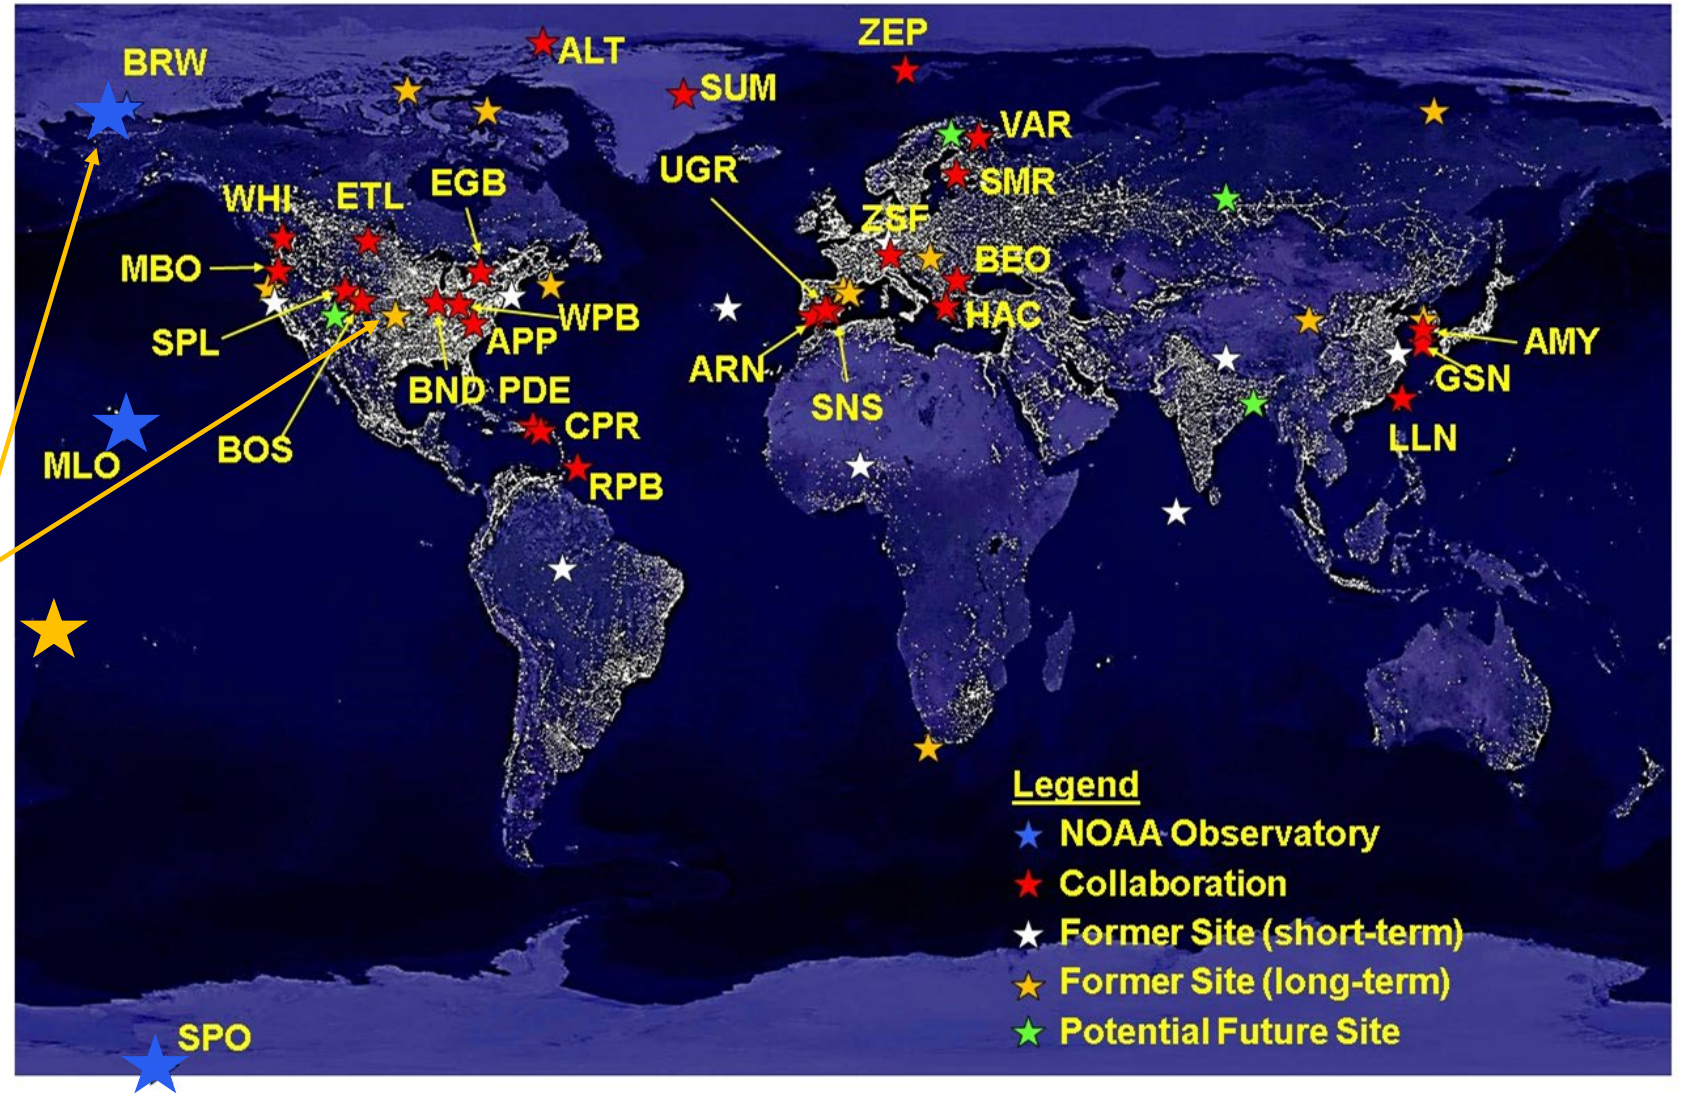 ZEP
ALT
BRW
SUM
VAR
UGR
EGB
SMR
WHI
ETL
ZSF
MBO
BEO
WPB
HAC
SPL
APP
AMY
ARN
GSN
BND
PDE
SNS
CPR
LLN
BOS
MLO
RPB
Legend
NOAA Observatory
Collaboration
Former Site (short-term)
Former Site (long-term)
Potential Future Site
SPO